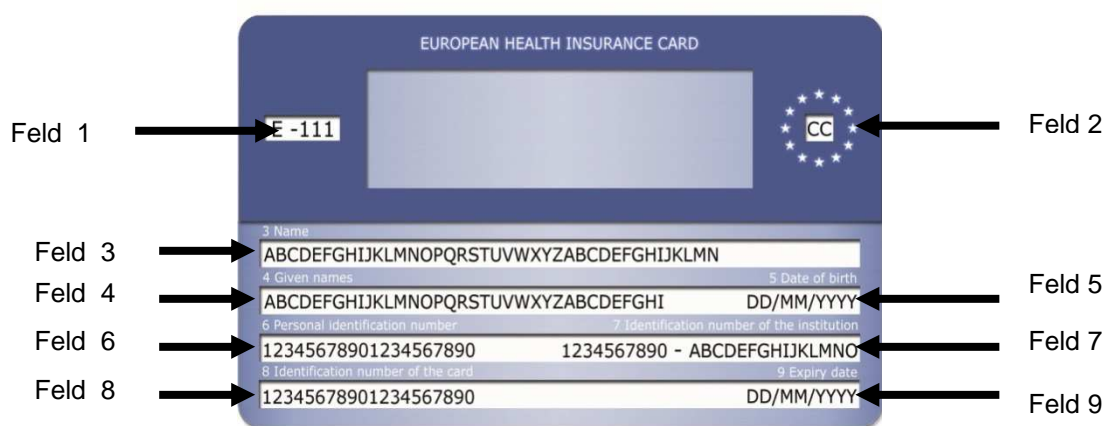 EUROPEAN HEALTH INSURANCE CARD
Feld 1 E -111 CC Feld 2
3 Name
Feld 3 ABCDEFGHIJKLMNOPQRSTUVWXYZABCDEFGHIJKLMN
4 Given names 5 Date of birth
Feld 4 ABCDEFGHIJKLMNOPQRSTUVWXYZABCDEFGHI DD/MM/YYYY Feld 5
6 Personal identification number 7 Identification number of the institution
Feld 6 12345678901234567890 1234567890 - ABCDEFGHIJKLMNO Feld 7
8 Identification number of the card 9 Expiry date
Feld 8 12345678901234567890 DD/MM/YYYY Feld 9